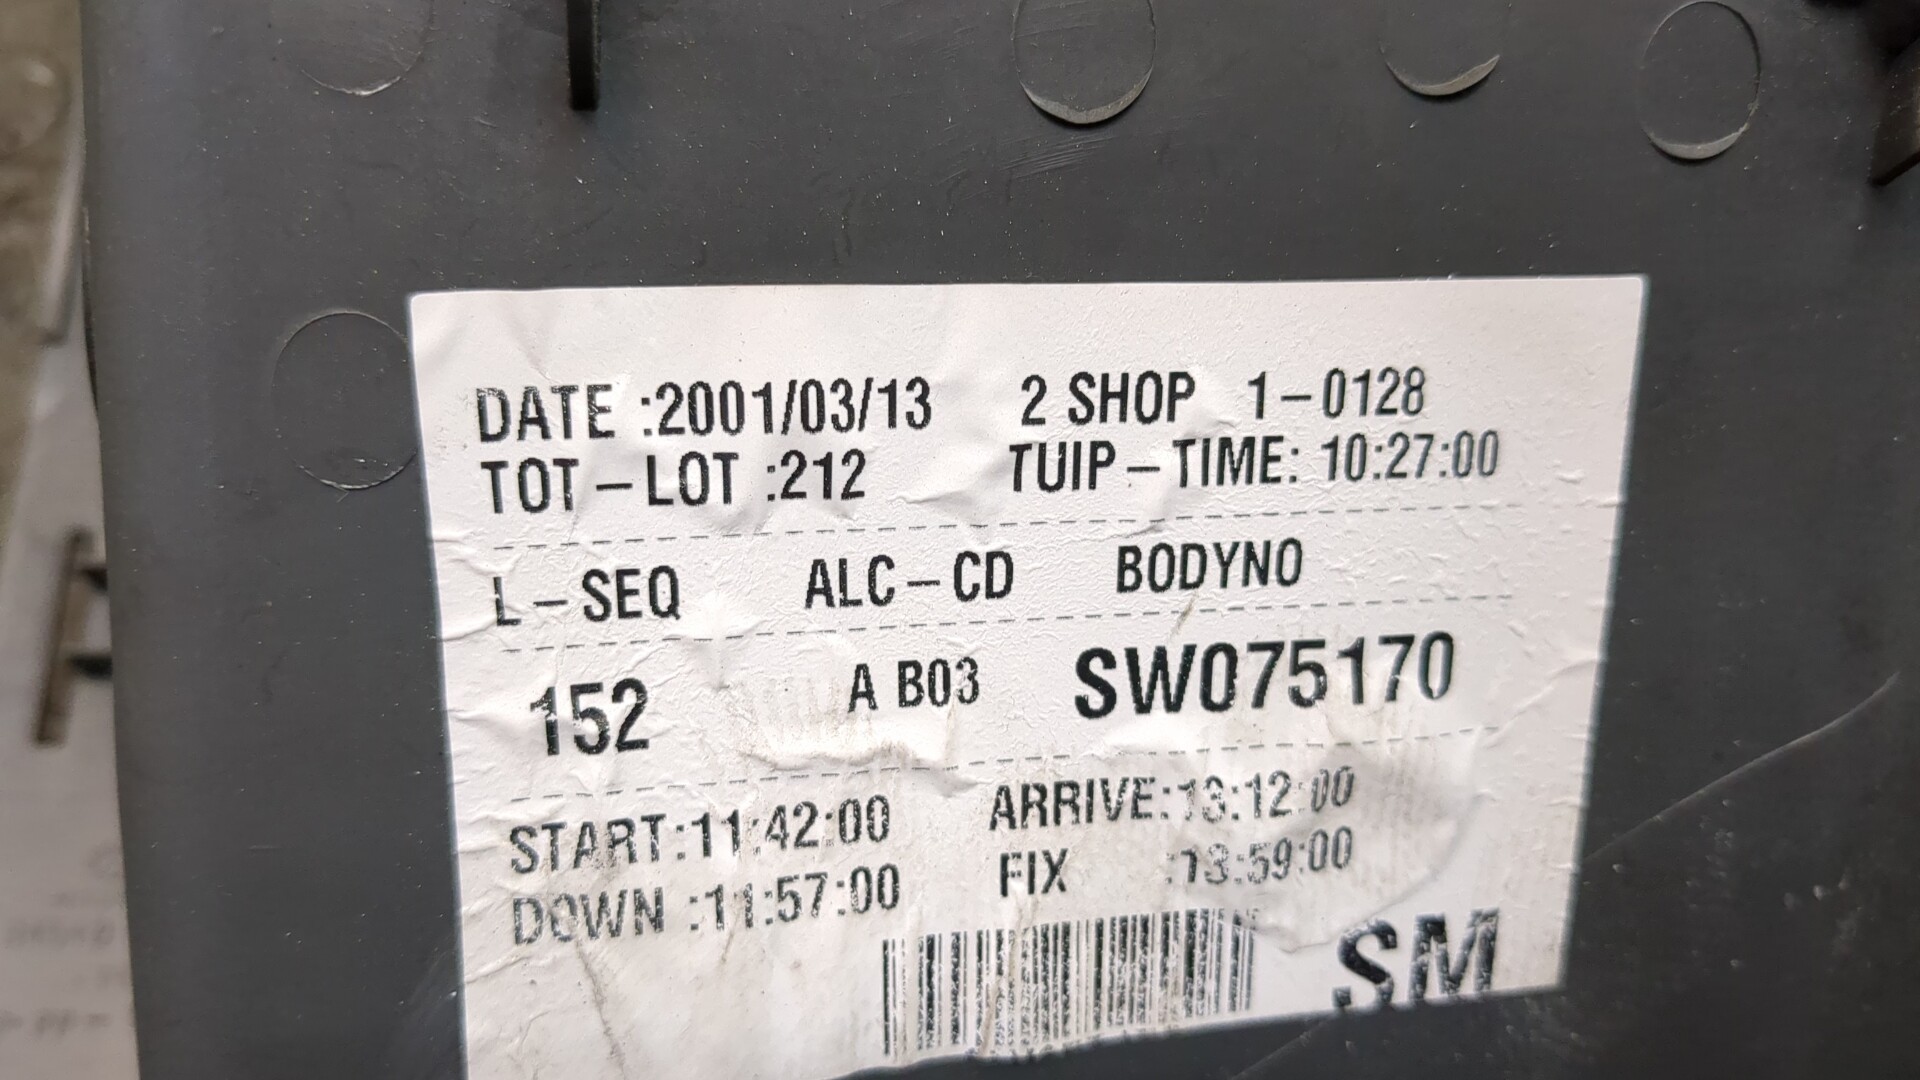 DATE :2001/03/13 2 SHOP 1-0128
TOT-LOT :212 TUIP-TIME: 10:27:00
L-SEQ ALC-CD BODYNO
152 A B03 SW075170
START:11:42:00 ARRIVE:13:12:00
DOWN :11:57:00 FIX :13:59:00
SM